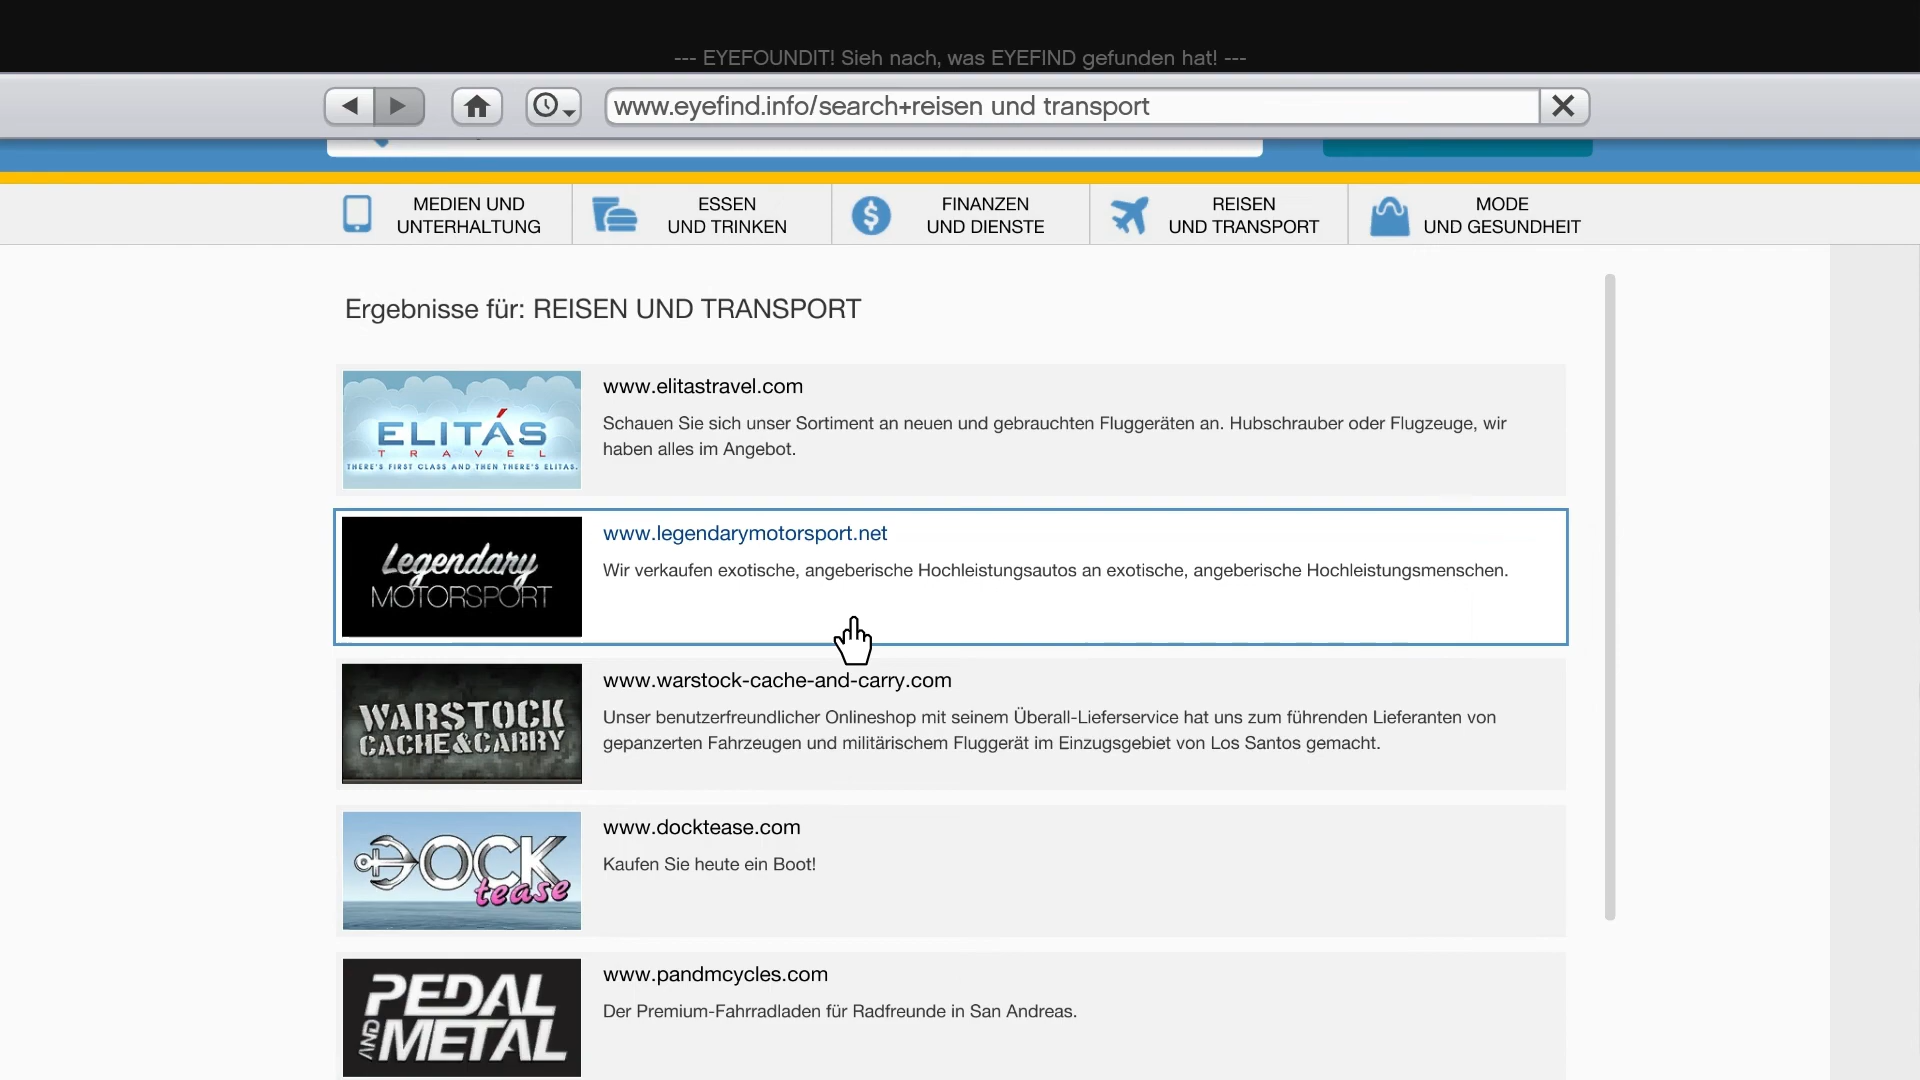 --- EYEFOUNDIT! Sieh nach, was EYEFIND gefunden hat! ---
www.eyefind.info/search+reisen und transport
MEDIEN UND
UNTERHALTUNG
ESSEN
UND TRINKEN
FINANZEN
UND DIENSTE
REISEN
UND TRANSPORT
MODE
UND GESUNDHEIT
Ergebnisse für: REISEN UND TRANSPORT
ELITÁS
TRAVEL
THERE'S FIRST CLASS AND THEN THERE'S ELITAS.
www.elitastravel.com
Schauen Sie sich unser Sortiment an neuen und gebrauchten Fluggeräten an. Hubschrauber oder Flugzeuge, wir
haben alles im Angebot.
Legendary
MOTORSPORT
www.legendarymotorsport.net
Wir verkaufen exotische, angeberische Hochleistungsautos an exotische, angeberische Hochleistungsmenschen.
WARSTOCK
CACHE&CARRY
www.warstock-cache-and-carry.com
Unser benutzerfreundlicher Onlineshop mit seinem Überall-Lieferservice hat uns zum führenden Lieferanten von
gepanzerten Fahrzeugen und militärischem Fluggerät im Einzugsgebiet von Los Santos gemacht.
DOCK
tease
www.docktease.com
Kaufen Sie heute ein Boot!
PEDAL
AND METAL
www.pandmcycles.com
Der Premium-Fahrradladen für Radfreunde in San Andreas.